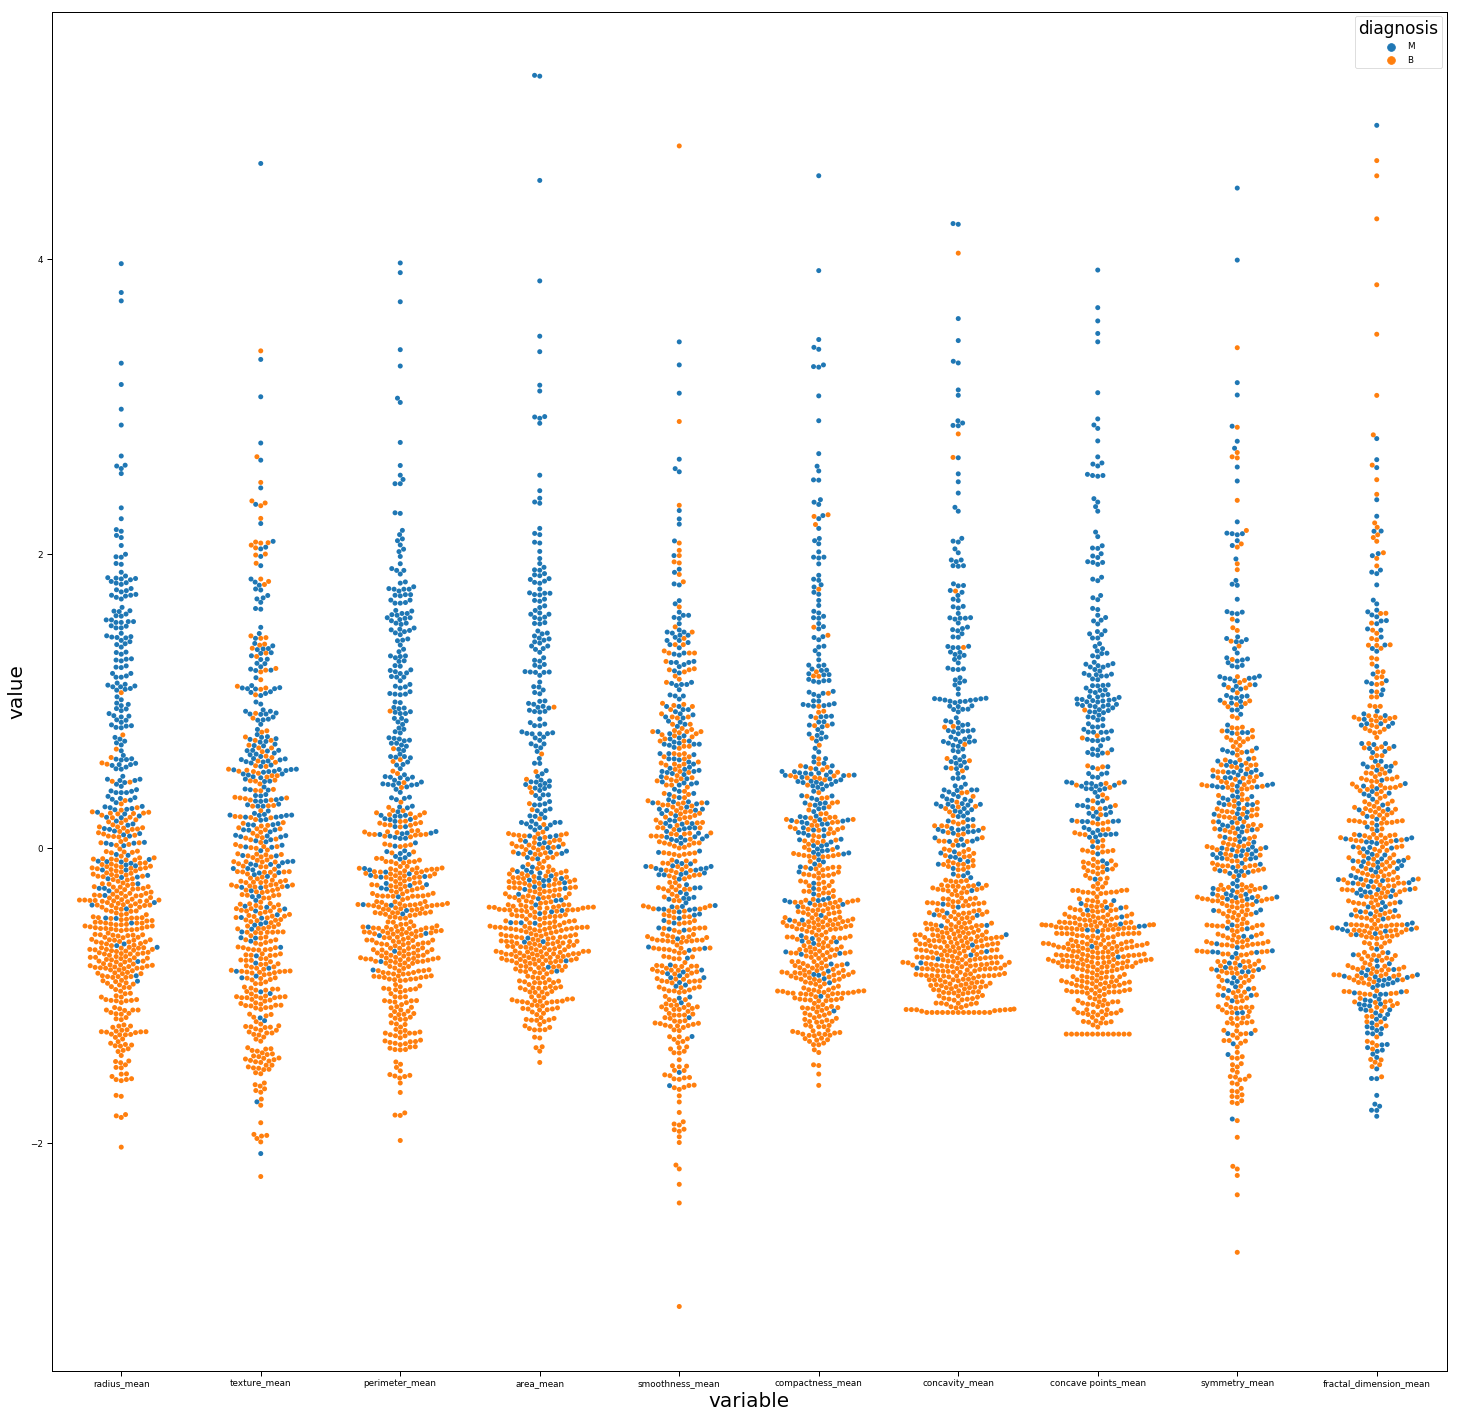 diagnosis
M
B
value
4
2
0
−2
radius_mean texture_mean perimeter_mean area_mean smoothness_mean compactness_mean concavity_mean concave points_mean symmetry_mean fractal_dimension_mean
variable